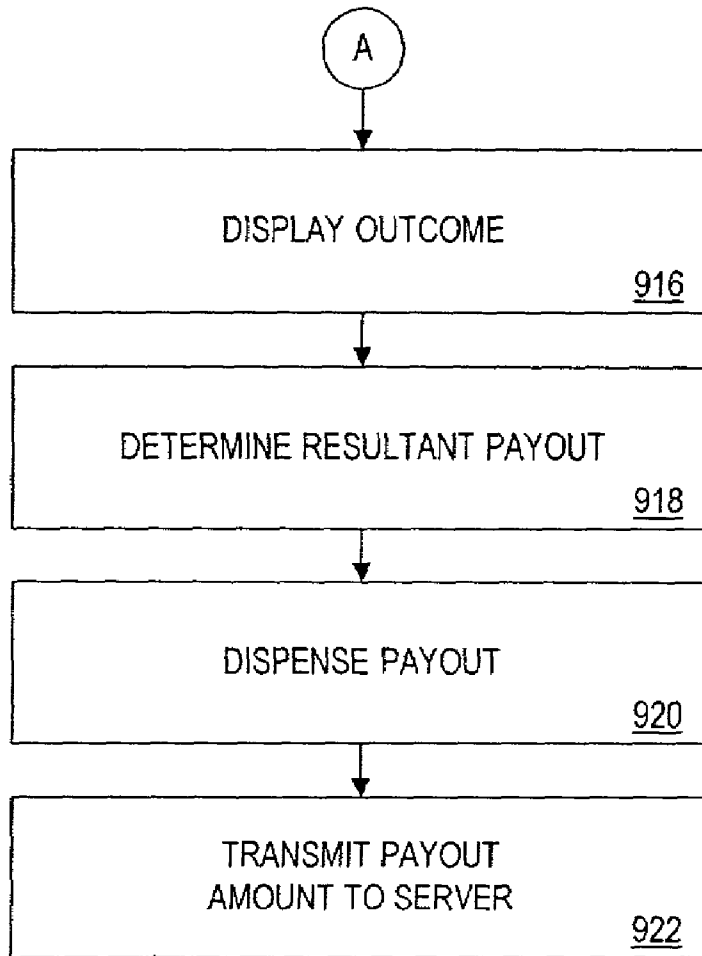 A
DISPLAY OUTCOME
916
DETERMINE RESULTANT PAYOUT
918
DISPENSE PAYOUT
920
TRANSMIT PAYOUT
AMOUNT TO SERVER
922